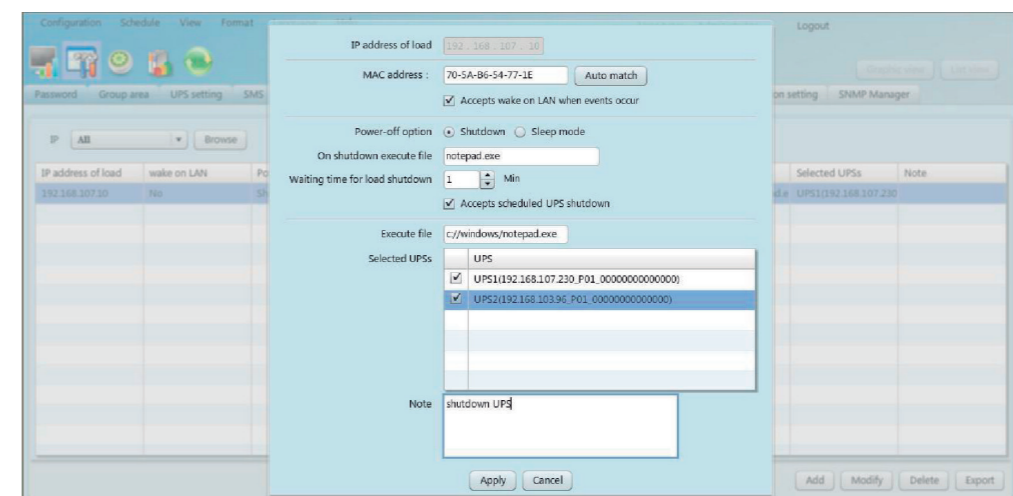 Configuration Schedule View Format Logout
Password Group area UPS setting SMS on setting SNMP Manager
IP All Browse
IP address of load wake on LAN Po Selected UPSs Note
192.168.107.10 No Sh d.e UPS1(192.168.107.230
IP address of load 192 . 168 . 107 . 10
MAC address : 70-5A-B6-54-77-1E Auto match
Accepts wake on LAN when events occur
Power-off option Shutdown Sleep mode
On shutdown execute file notepad.exe
Waiting time for load shutdown 1 Min
Accepts scheduled UPS shutdown
Execute file c://windows/notepad.exe
Selected UPSs UPS
UPS1(192.168.107.230_P01_00000000000000)
UPS2(192.168.103.96_P01_00000000000000)
Note shutdown UPS
Apply Cancel
Add Modify Delete Export